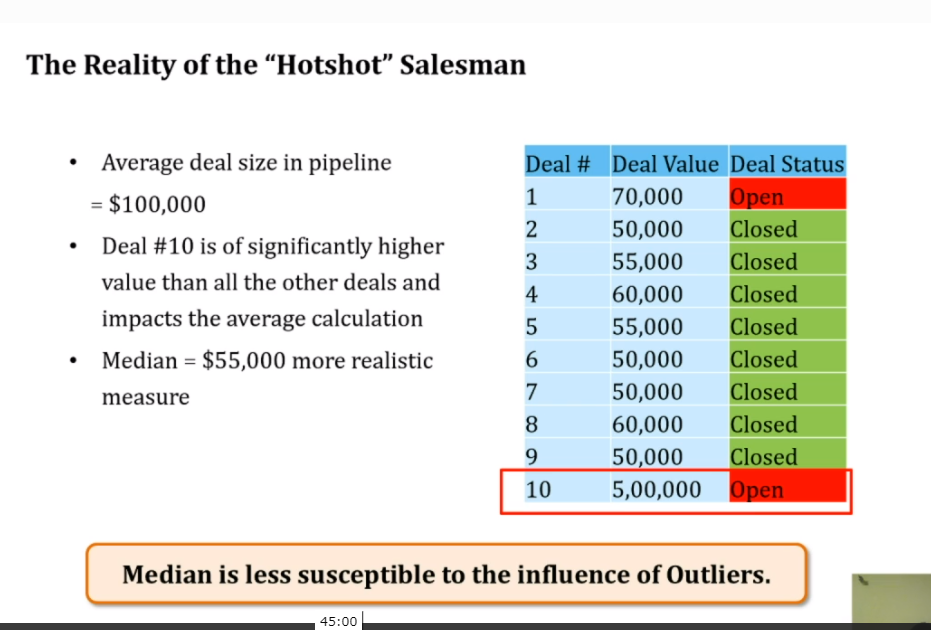 The Reality of the “Hotshot” Salesman
• Average deal size in pipeline
= $100,000
• Deal #10 is of significantly higher
value than all the other deals and
impacts the average calculation
• Median = $55,000 more realistic
measure
Deal # Deal Value Deal Status
1 70,000 Open
2 50,000 Closed
3 55,000 Closed
4 60,000 Closed
5 55,000 Closed
6 50,000 Closed
7 50,000 Closed
8 60,000 Closed
9 50,000 Closed
10 5,00,000 Open
Median is less susceptible to the influence of Outliers.
45:00